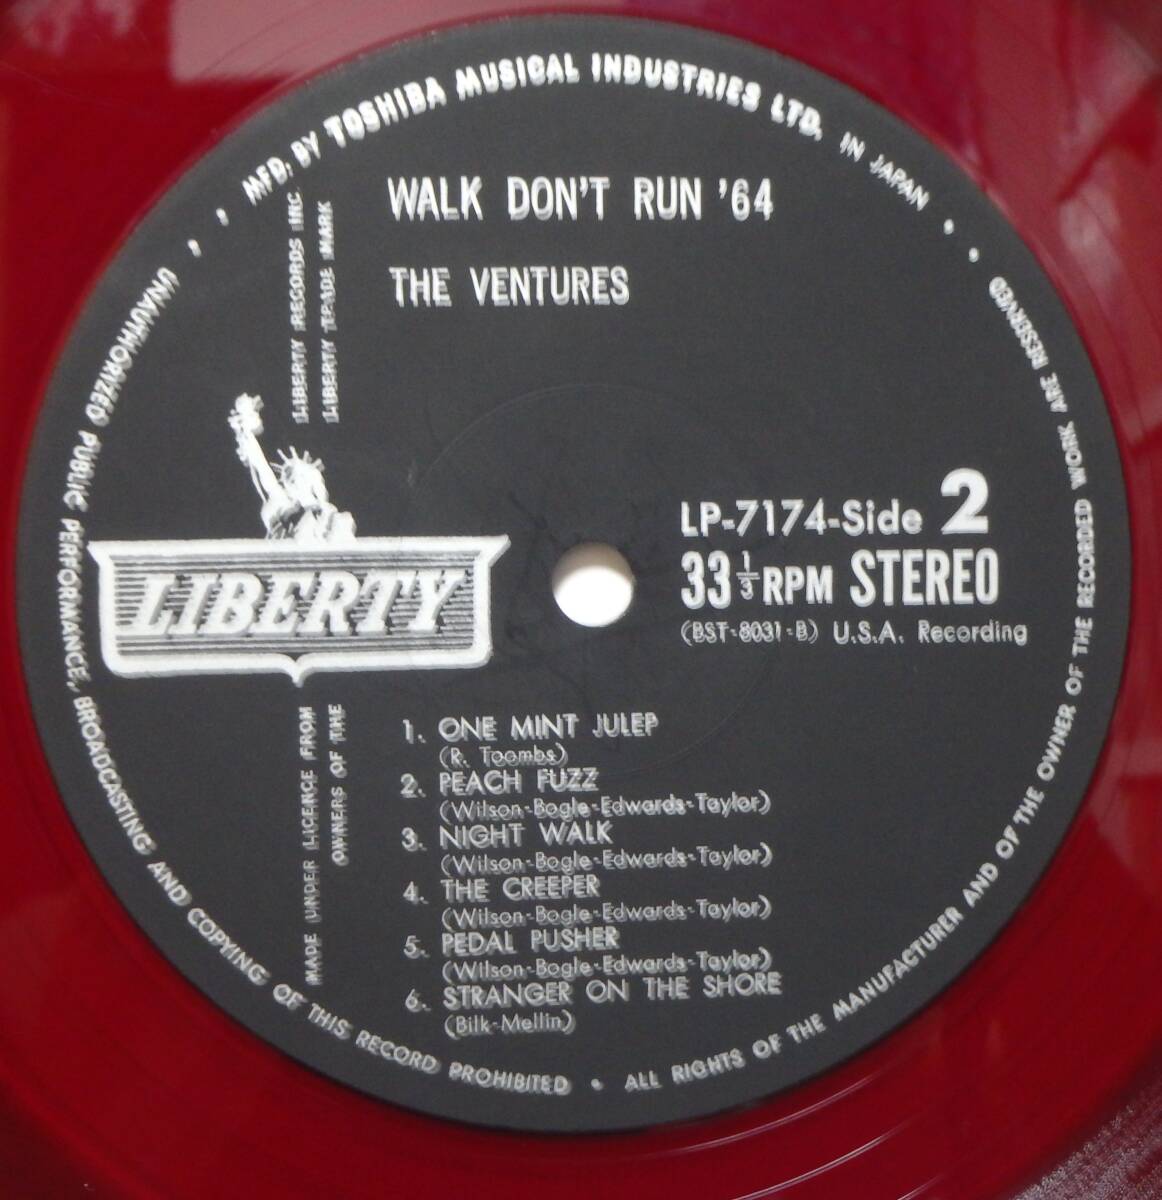 MFD. BY TOSHIBA MUSICAL INDUSTRIES LTD. IN JAPAN
WALK DON'T RUN '64
THE VENTURES
LIBERTY RECORDS INC
LIBERTY TRADE MARK
LIBERTY
LP-7174-Side 2
33 1/3 RPM STEREO
(BST-8031-B) U.S.A. Recording
MADE UNDER LICENCE FROM
OWNERS OF THE
1. ONE MINT JULEP
(R. Toombs)
2. PEACH FUZZ
(Wilson-Bogle-Edwards-Taylor)
3. NIGHT WALK
(Wilson-Bogle-Edwards-Taylor)
4. THE CREEPER
(Wilson-Bogle-Edwards-Taylor)
5. PEDAL PUSHER
(Wilson-Bogle-Edwards-Taylor)
6. STRANGER ON THE SHORE
(Bilk-Mellin)
UNAUTHORIZED PUBLIC PERFORMANCE, BROADCASTING AND COPYING OF THIS RECORD PROHIBITED • ALL RIGHTS OF THE MANUFACTURER AND OF THE OWNER OF THE RECORDED WORK ARE RESERVED